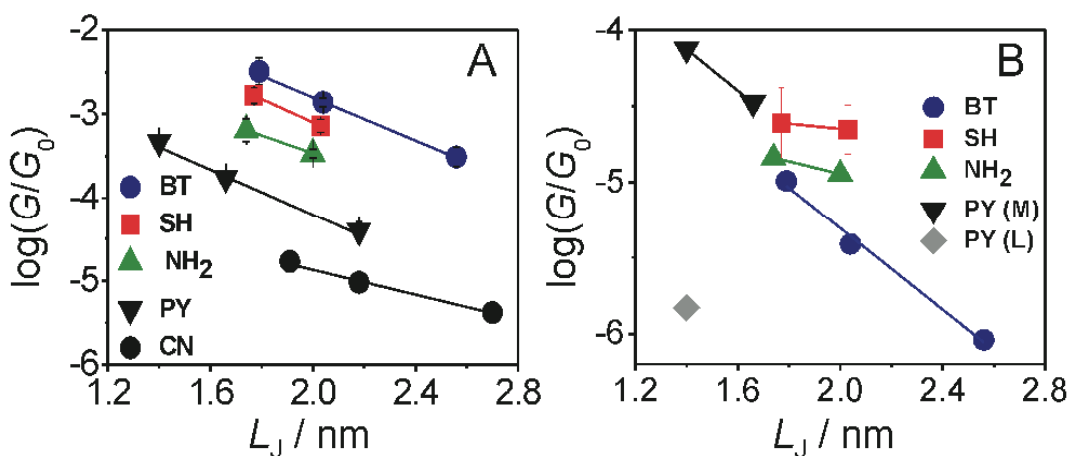 A
-2
-3
-4
-5
-6
log(G/G₀)
BT
SH
NH₂
PY
CN
1.2 1.6 2.0 2.4 2.8
L_J / nm
B
-4
-5
-6
log(G/G₀)
BT
SH
NH₂
PY (M)
PY (L)
1.2 1.6 2.0 2.4 2.8
L_J / nm